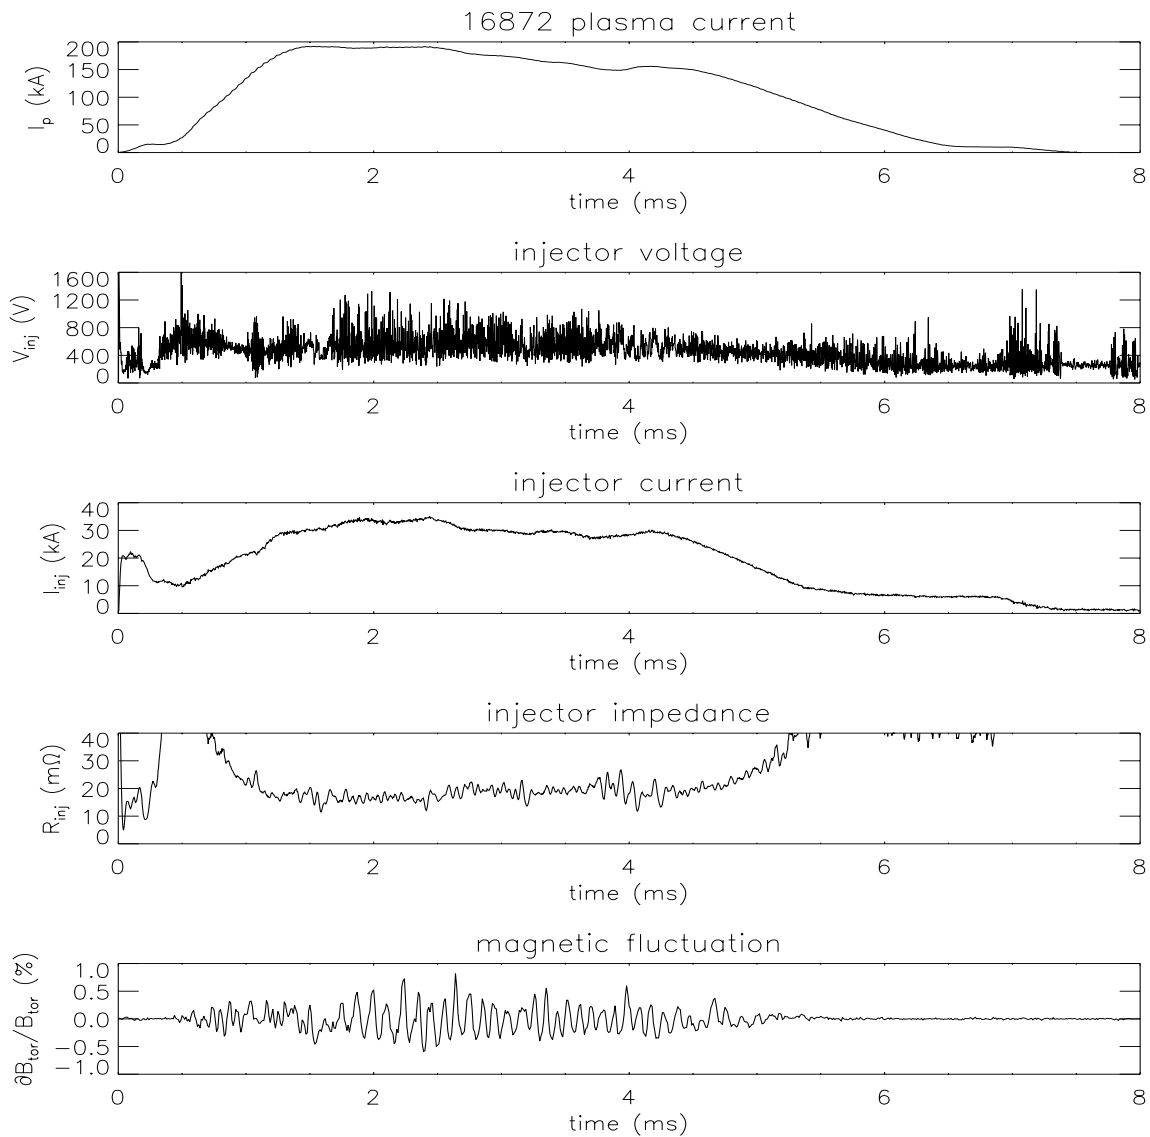 16872 plasma current
200
150
100
50
0
I_p (kA)
0 2 4 6 8
time (ms)
injector voltage
1600
1200
800
400
0
V_inj (V)
0 2 4 6 8
time (ms)
injector current
40
30
20
10
0
I_inj (kA)
0 2 4 6 8
time (ms)
injector impedance
40
30
20
10
0
R_inj (mΩ)
0 2 4 6 8
time (ms)
magnetic fluctuation
1.0
0.5
0.0
−0.5
−1.0
∂B_tor/B_tor (%)
0 2 4 6 8
time (ms)